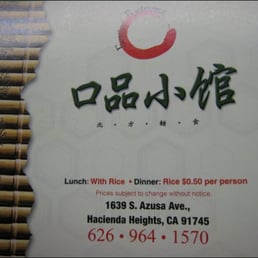 口品小馆
北·方·麵·食
Lunch: With Rice • Dinner: Rice $0.50 per person
Prices subject to change without notice.
1639 S. Azusa Ave.,
Hacienda Heights, CA 91745
626 • 964 • 1570